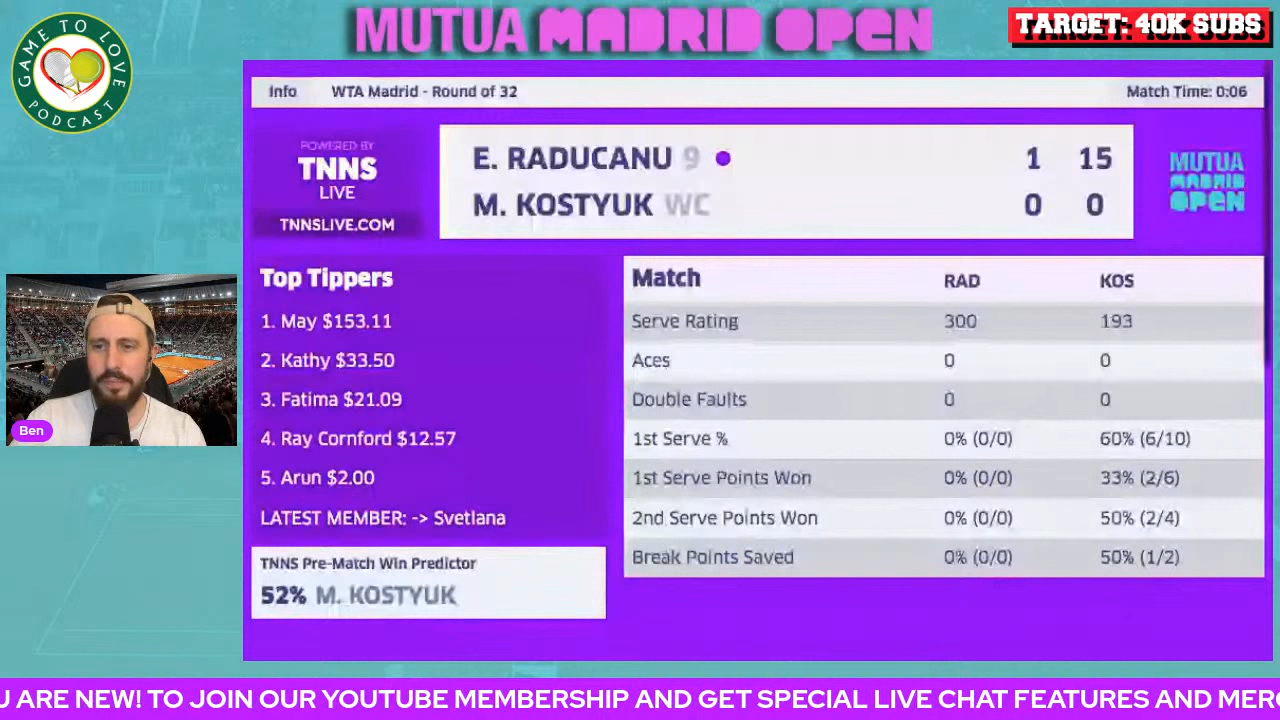 GAME TO LOVE
PODCAST
MUTUA MADRID OPEN
TARGET: 40K SUBS
Info WTA Madrid - Round of 32 Match Time: 0:06
POWERED BY
TNNS
LIVE
TNNSLIVE.COM
E. RADUCANU 9 1 15
M. KOSTYUK WC 0 0
MUTUA
MADRID
OPEN
Top Tippers
1. May $153.11
2. Kathy $33.50
3. Fatima $21.09
4. Ray Cornford $12.57
5. Arun $2.00
LATEST MEMBER: -> Svetlana
TNNS Pre-Match Win Predictor
52% M. KOSTYUK
Match RAD KOS
Serve Rating 300 193
Aces 0 0
Double Faults 0 0
1st Serve % 0% (0/0) 60% (6/10)
1st Serve Points Won 0% (0/0) 33% (2/6)
2nd Serve Points Won 0% (0/0) 50% (2/4)
Break Points Saved 0% (0/0) 50% (1/2)
Ben
U ARE NEW! TO JOIN OUR YOUTUBE MEMBERSHIP AND GET SPECIAL LIVE CHAT FEATURES AND MERC